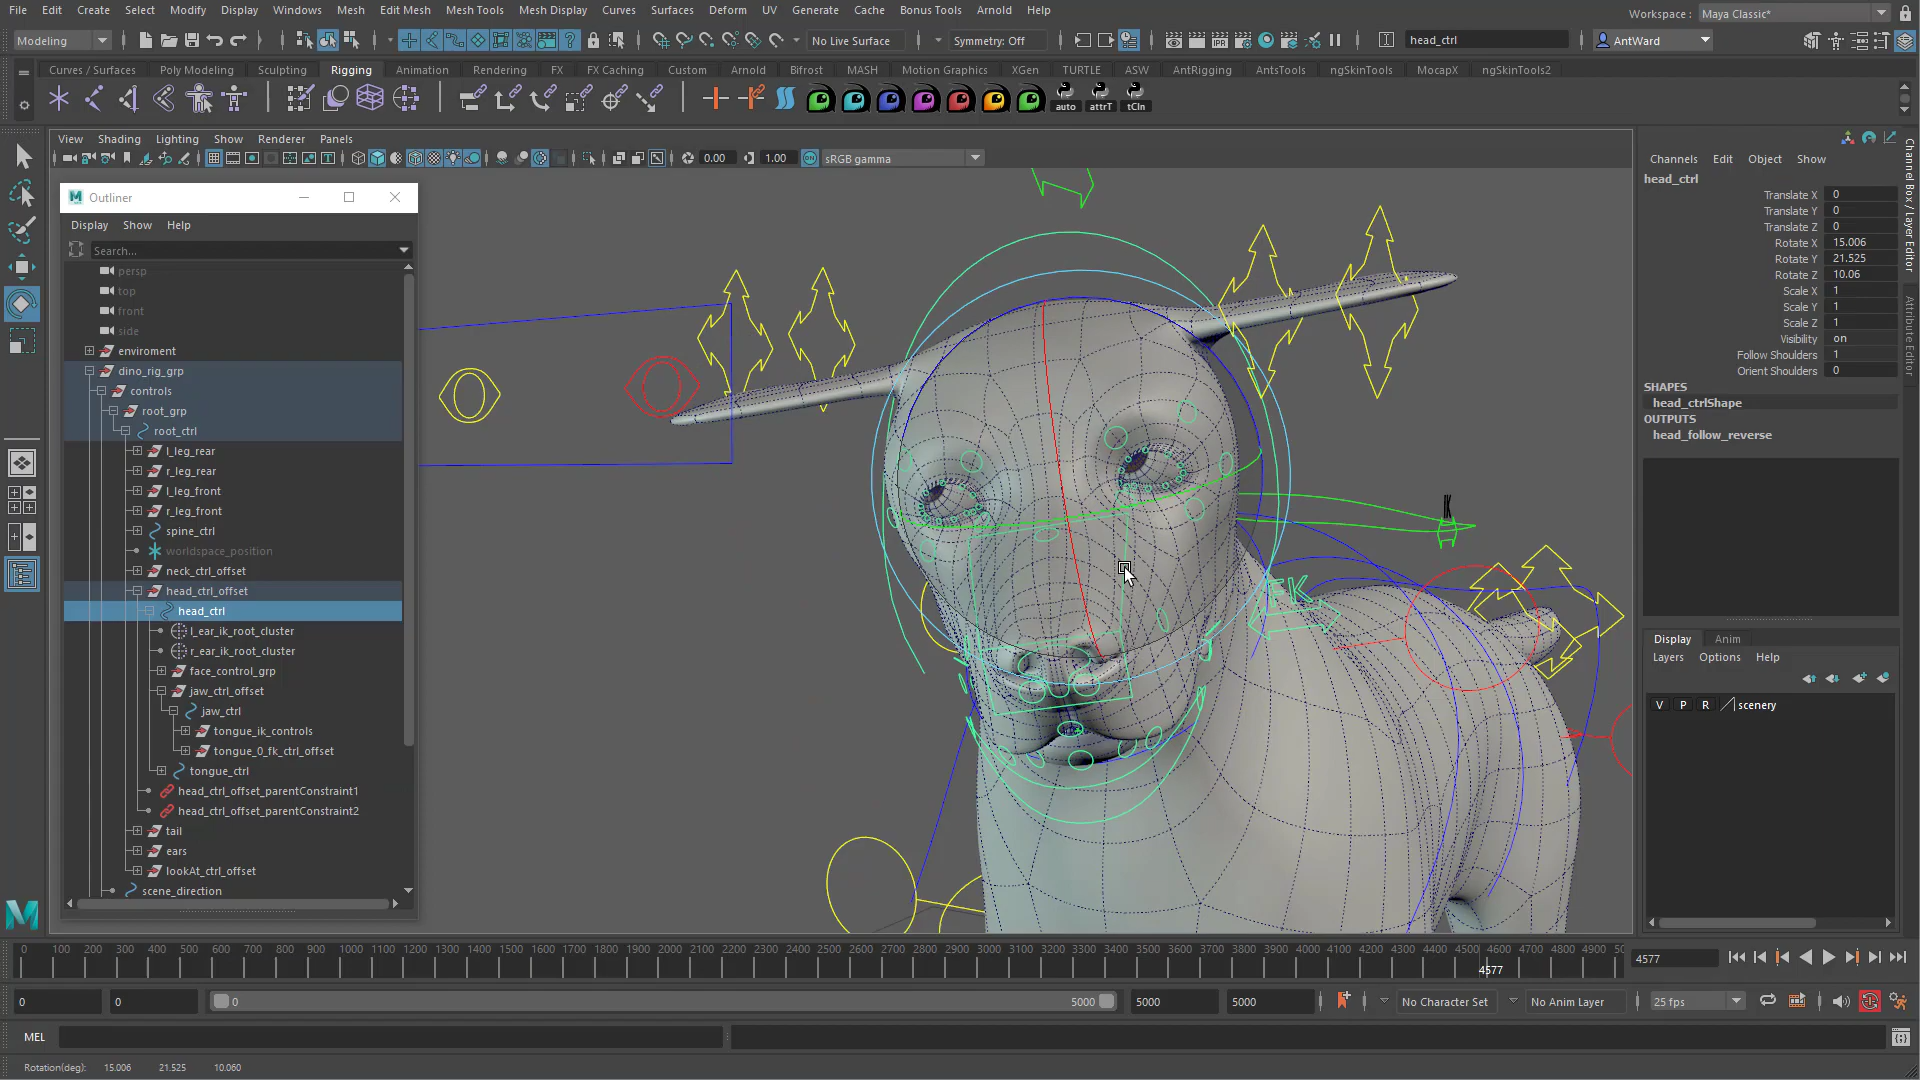 File Edit Create Select Modify Display Windows Mesh Edit Mesh Mesh Tools Mesh Display Curves Surfaces Deform UV Generate Cache Bonus Tools Arnold Help
Workspace : Maya Classic*
Modeling No Live Surface Symmetry: Off head_ctrl AntWard
Curves / Surfaces Poly Modeling Sculpting Rigging Animation Rendering FX FX Caching Custom Arnold Bifrost MASH Motion Graphics XGen TURTLE ASW AntRigging AntsTools ngSkinTools MocapX ngSkinTools2
auto attrT tCln
View Shading Lighting Show Renderer Panels
0.00 1.00 sRGB gamma
Outliner
Display Show Help
Search...
persp
top
front
side
enviroment
dino_rig_grp
controls
root_grp
root_ctrl
l_leg_rear
r_leg_rear
l_leg_front
r_leg_front
spine_ctrl
worldspace_position
neck_ctrl_offset
head_ctrl_offset
head_ctrl
l_ear_ik_root_cluster
r_ear_ik_root_cluster
face_control_grp
jaw_ctrl_offset
jaw_ctrl
tongue_ik_controls
tongue_0_fk_ctrl_offset
tongue_ctrl
head_ctrl_offset_parentConstraint1
head_ctrl_offset_parentConstraint2
tail
ears
lookAt_ctrl_offset
scene_direction
FK
Channels Edit Object Show
head_ctrl
Translate X 0
Translate Y 0
Translate Z 0
Rotate X 15.006
Rotate Y 21.525
Rotate Z 10.06
Scale X 1
Scale Y 1
Scale Z 1
Visibility on
Follow Shoulders 1
Orient Shoulders 0
SHAPES
head_ctrlShape
OUTPUTS
head_follow_reverse
Display Anim
Layers Options Help
V P R scenery
Channel Box / Layer Editor
Attribute Editor
0 100 200 300 400 500 600 700 800 900 1000 1100 1200 1300 1400 1500 1600 1700 1800 1900 2000 2100 2200 2300 2400 2500 2600 2700 2800 2900 3000 3100 3200 3300 3400 3500 3600 3700 3800 3900 4000 4100 4200 4300 4400 4500 4600 4700 4800 4900 50
4577
4577
0 0 0 5000 5000 5000 No Character Set No Anim Layer 25 fps
MEL
Rotation(deg): 15.006 21.525 10.060